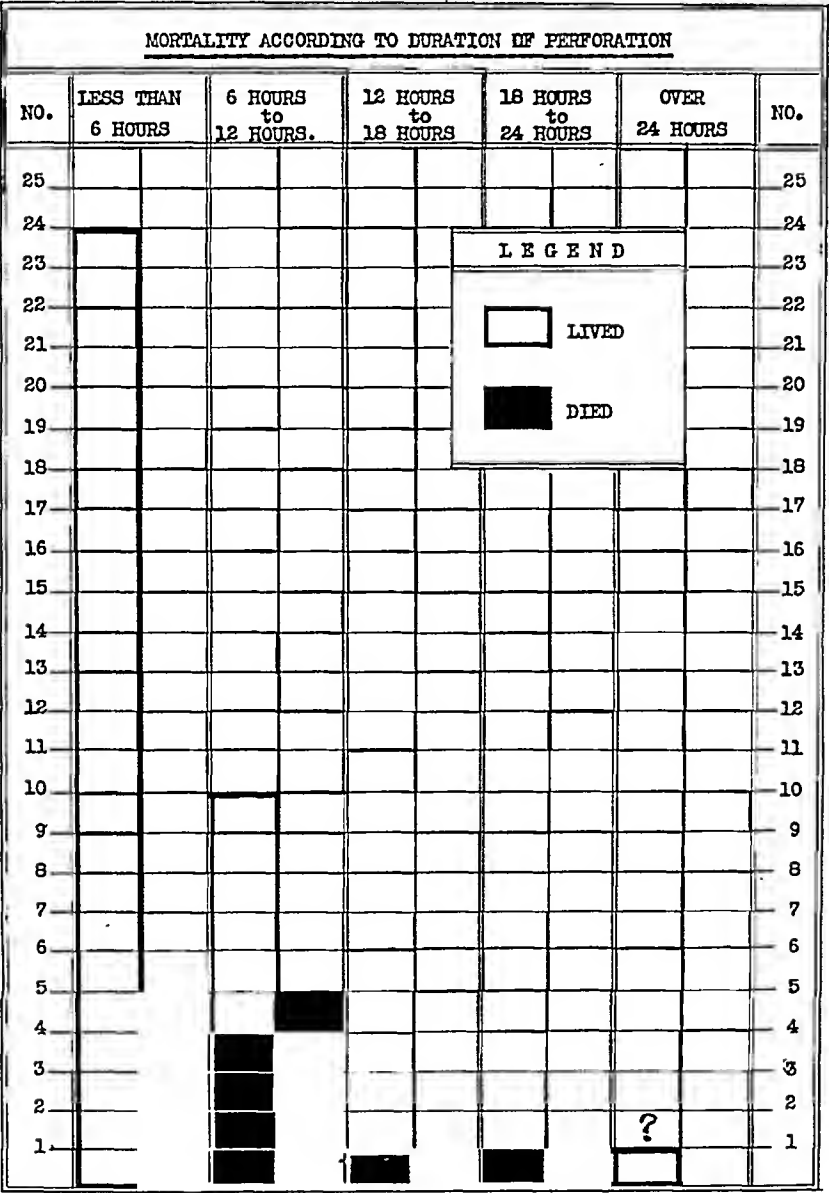 MORTALITY ACCORDING TO DURATION OF PERFORATION
NO.
LESS THAN
6 HOURS
6 HOURS
to
12 HOURS.
12 HOURS
to
18 HOURS
18 HOURS
to
24 HOURS
OVER
24 HOURS
NO.
25 25
24 24
23 23
22 22
21 21
20 20
19 19
18 18
17 17
16 16
15 15
14 14
13 13
12 12
11 11
10 10
9 9
8 8
7 7
6 6
5 5
4 4
3 3
2 2
1 1
LEGEND
LIVED
DIED
?